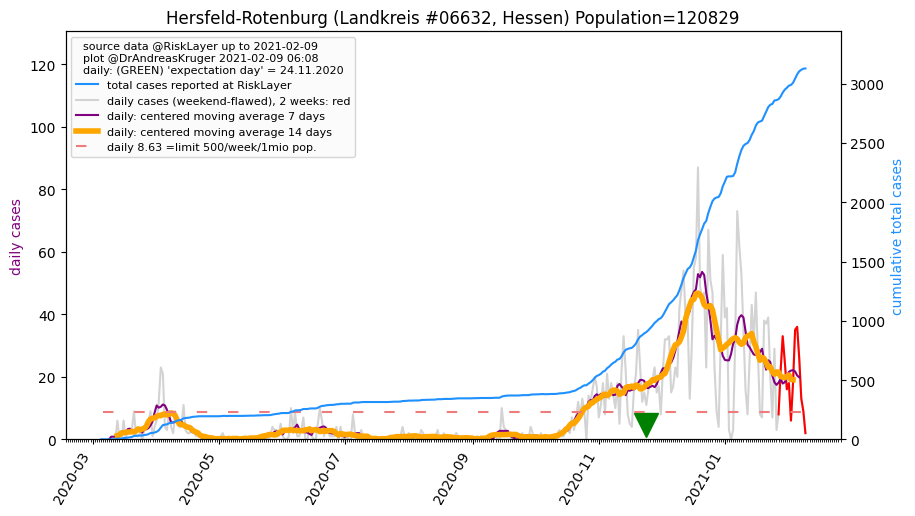 Hersfeld-Rotenburg (Landkreis #06632, Hessen) Population=120829
source data @RiskLayer up to 2021-02-09
plot @DrAndreasKruger 2021-02-09 06:08
daily: (GREEN) 'expectation day' = 24.11.2020
total cases reported at RiskLayer
daily cases (weekend-flawed), 2 weeks: red
daily: centered moving average 7 days
daily: centered moving average 14 days
daily 8.63 =limit 500/week/1mio pop.
daily cases
120
100
80
60
40
20
0
cumulative total cases
3000
2500
2000
1500
1000
500
0
2020-03
2020-05
2020-07
2020-09
2020-11
2021-01